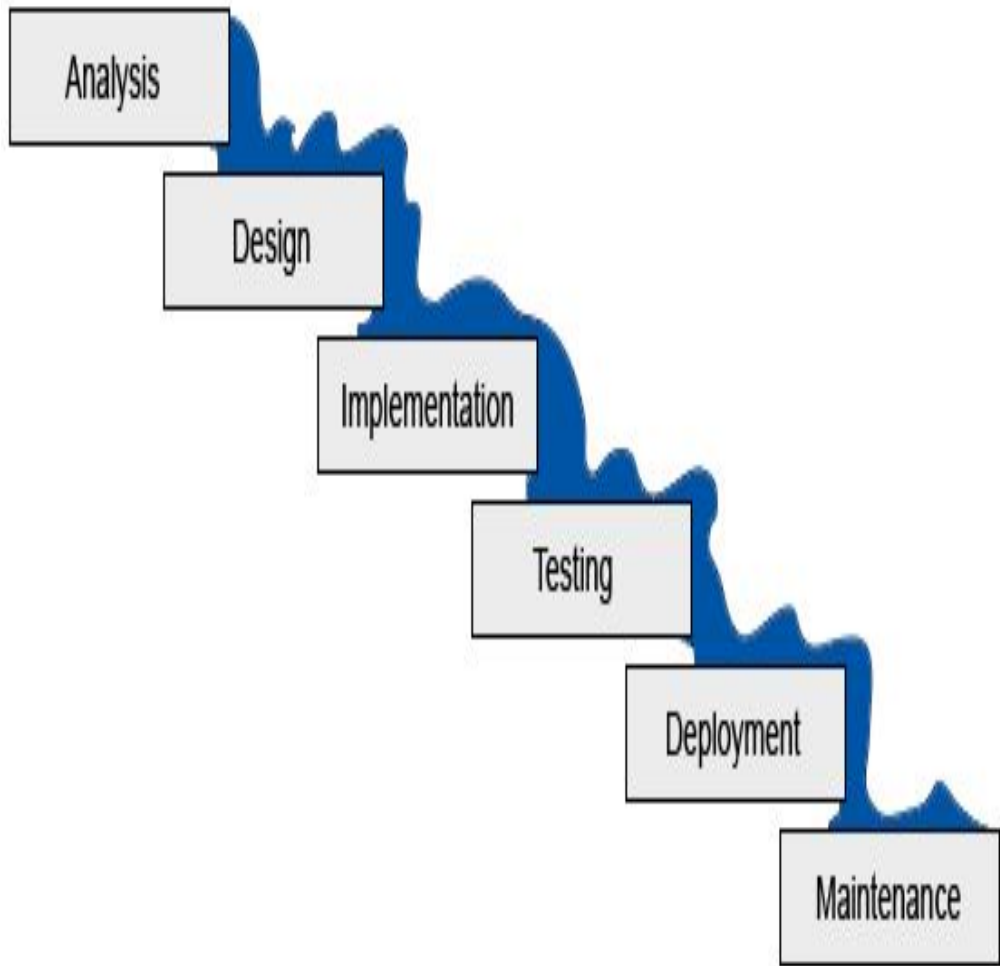 Analysis
Design
Implementation
Testing
Deployment
Maintenance